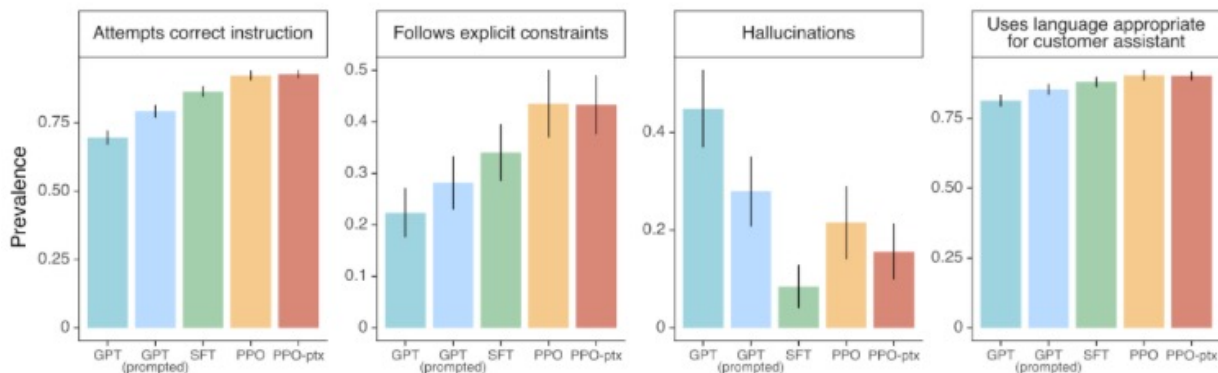 Attempts correct instruction
Follows explicit constraints
Hallucinations
Uses language appropriate
for customer assistant
Prevalence
0.75
0.50
0.25
0
GPT
GPT
(prompted)
SFT
PPO
PPO-ptx
0.5
0.4
0.3
0.2
0.1
0
GPT
GPT
(prompted)
SFT
PPO
PPO-ptx
0.4
0.2
0
GPT
GPT
(prompted)
SFT
PPO
PPO-ptx
0.75
0.50
0.25
0
GPT
GPT
(prompted)
SFT
PPO
PPO-ptx